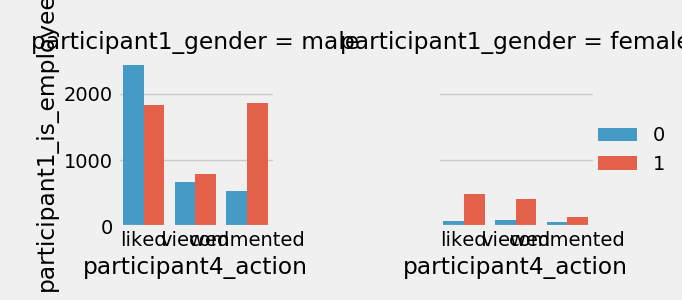 participant1_gender = male
participant1_gender = female
participant1_is_employee
2000
1000
0
liked
viewed
commented
participant4_action
liked
viewed
commented
participant4_action
0
1